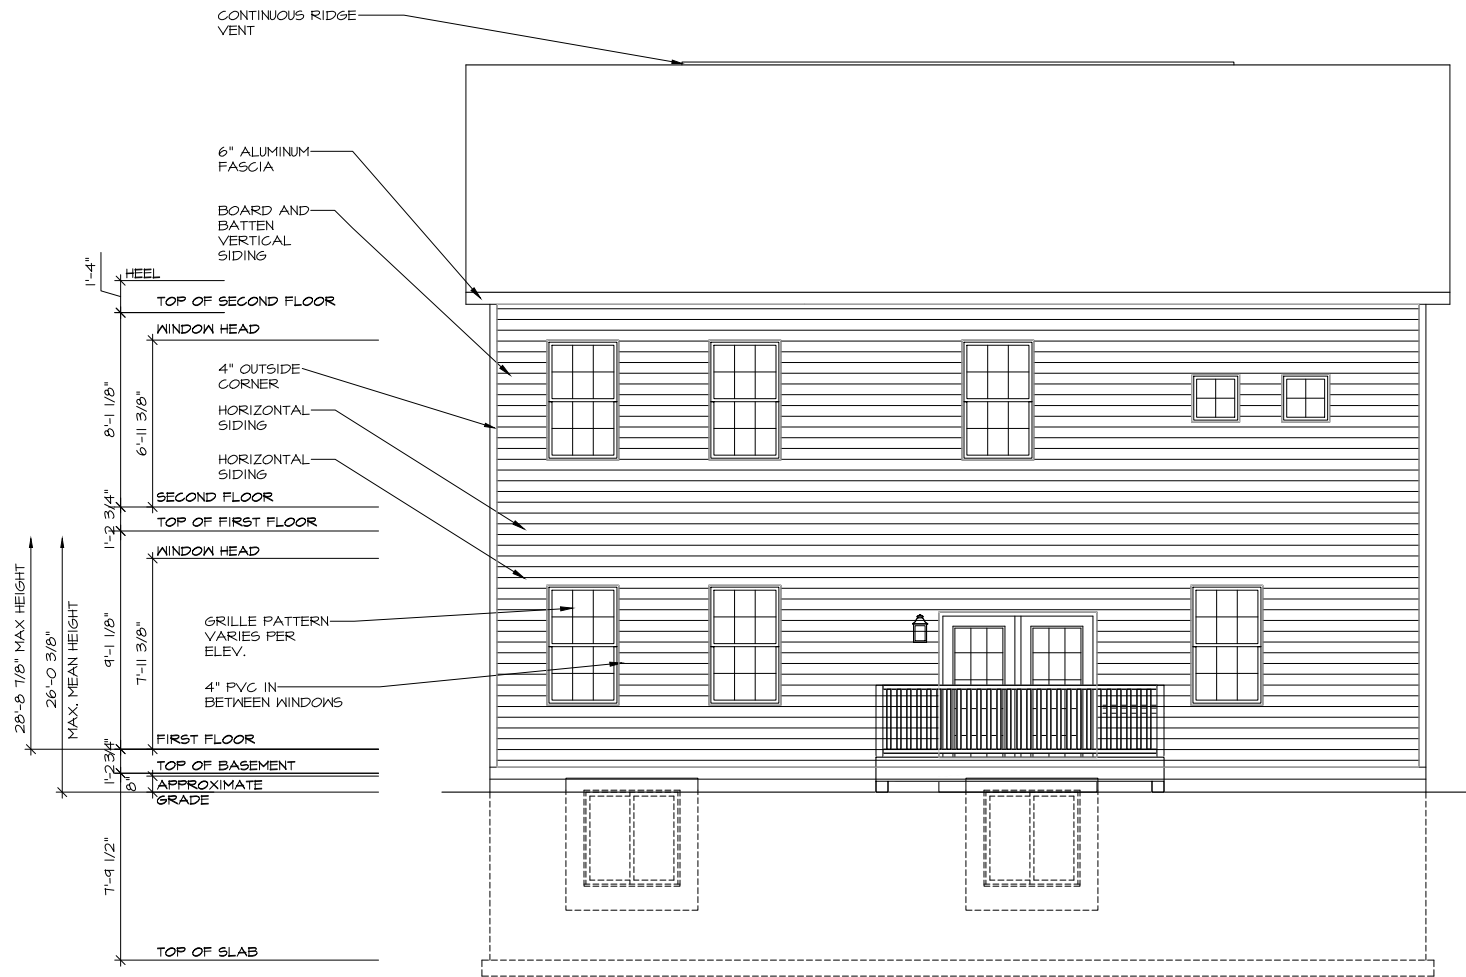 CONTINUOUS RIDGE
VENT
6" ALUMINUM
FASCIA
BOARD AND
BATTEN
VERTICAL
SIDING
1'-4"
HEEL
TOP OF SECOND FLOOR
WINDOW HEAD
4" OUTSIDE
CORNER
8'-1 1/8"
6'-11 3/8"
HORIZONTAL
SIDING
HORIZONTAL
SIDING
SECOND FLOOR
1'-2 3/4"
TOP OF FIRST FLOOR
WINDOW HEAD
28'-8 7/8" MAX HEIGHT
26'-0 3/8"
MAX. MEAN HEIGHT
9'-1 1/8"
7'-11 3/8"
GRILLE PATTERN
VARIES PER
ELEV.
4" PVC IN
BETWEEN WINDOWS
FIRST FLOOR
1'-2 3/4"
TOP OF BASEMENT
8"
APPROXIMATE
GRADE
7'-9 1/2"
TOP OF SLAB